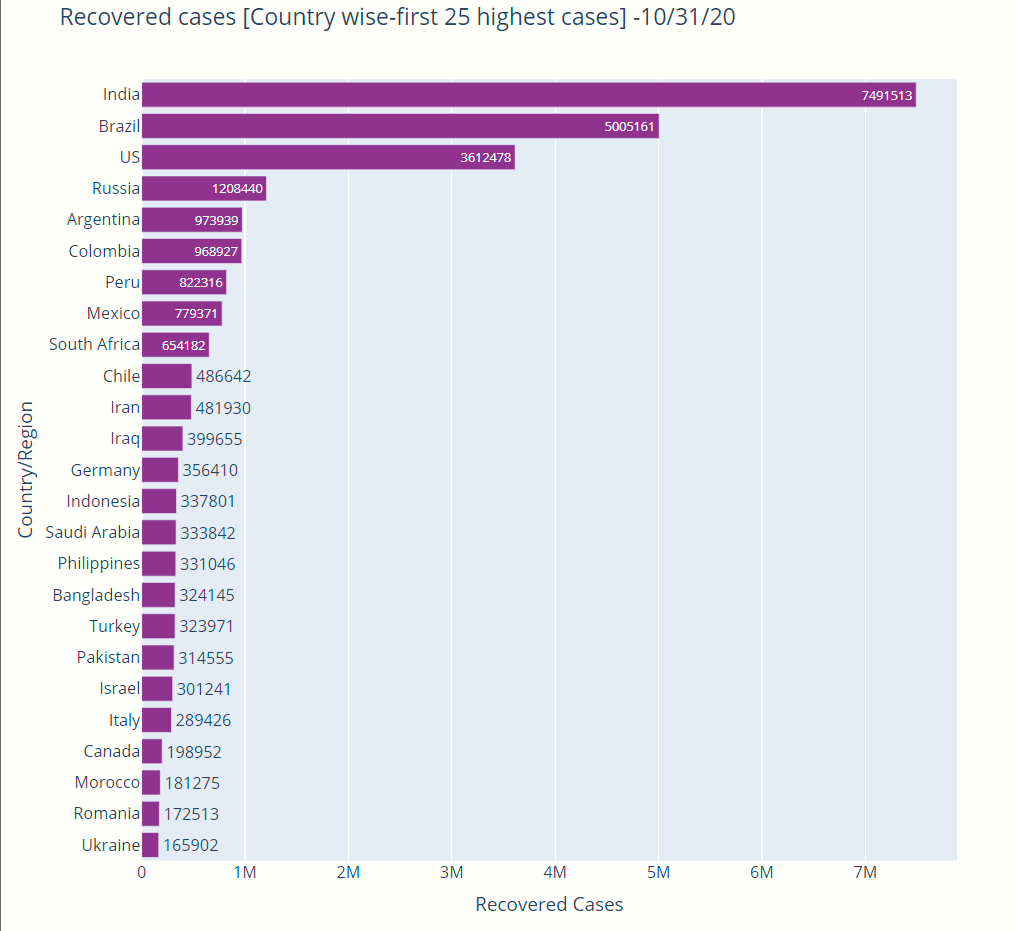 Recovered cases [Country wise-first 25 highest cases] -10/31/20
India 7491513
Brazil 5005161
US 3612478
Russia 1208440
Argentina 973939
Colombia 968927
Peru 822316
Mexico 779371
South Africa 654182
Chile 486642
Iran 481930
Iraq 399655
Germany 356410
Indonesia 337801
Saudi Arabia 333842
Philippines 331046
Bangladesh 324145
Turkey 323971
Pakistan 314555
Israel 301241
Italy 289426
Canada 198952
Morocco 181275
Romania 172513
Ukraine 165902
Country/Region
0 1M 2M 3M 4M 5M 6M 7M
Recovered Cases